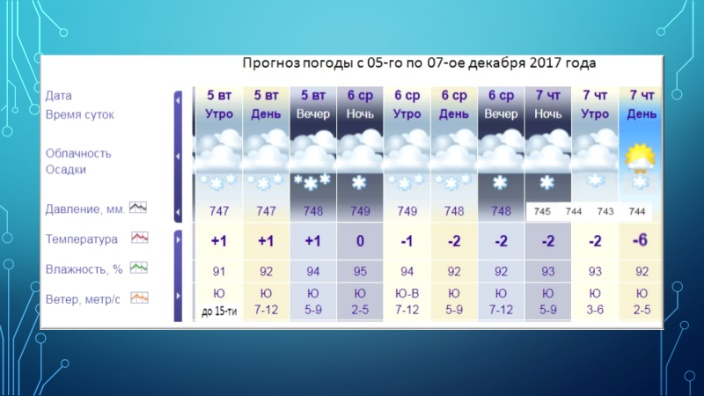 Прогноз погоды с 05-го по 07-ое декабря 2017 года
Дата 5 вт 5 вт 5 вт 6 ср 6 ср 6 ср 6 ср 7 чт 7 чт 7 чт
Время суток Утро День Вечер Ночь Утро День Вечер Ночь Утро День
Облачность
Осадки
Давление, мм. 747 747 748 749 749 748 748 745 744 743 744
Температура +1 +1 +1 0 -1 -2 -2 -2 -2 -6
Влажность, % 91 92 94 95 94 92 92 93 93 92
Ветер, метр/с Ю Ю Ю Ю Ю-В Ю Ю Ю Ю Ю
до 15-ти 7-12 5-9 2-5 7-12 5-9 7-12 5-9 3-6 2-5